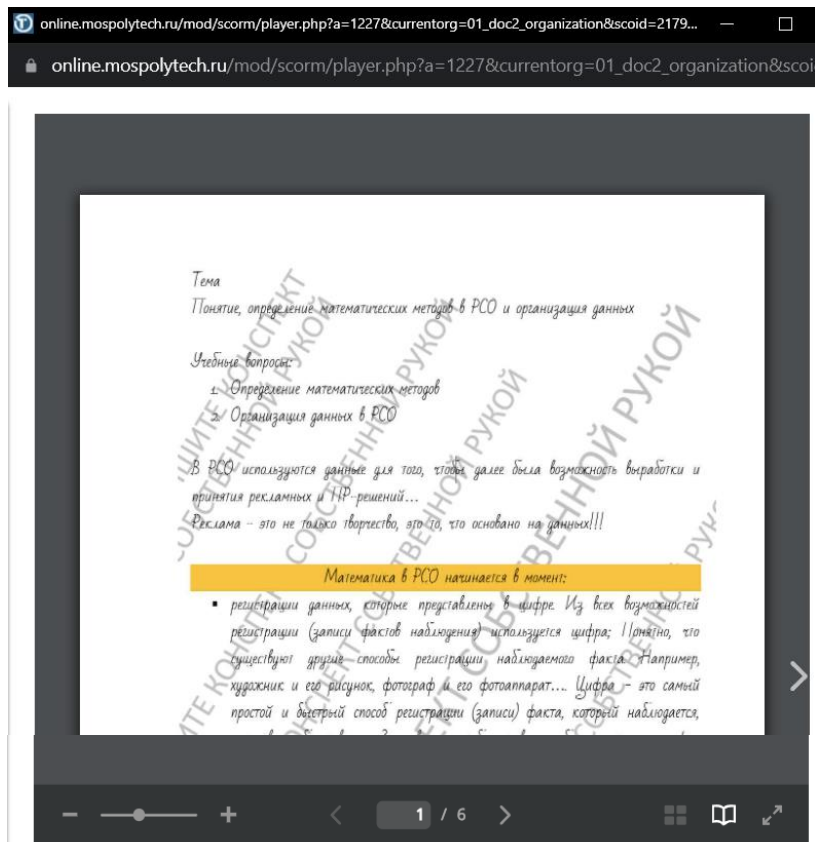 online.mospolytech.ru/mod/scorm/player.php?a=1227&currentorg=01_doc2_organization&scoid=2179...
online.mospolytech.ru/mod/scorm/player.php?a=1227&currentorg=01_doc2_organization&scoi
Тема
Понятие, определение математических методов в РСО и организация данных
Учебные вопросы:
1. Определение математических методов
2. Организация данных в РСО
В РСО используются данные для того, чтобы далее была возможность выработки и
принятия рекламных и PR-решений...
Реклама – это не только творчество, это то, что основано на данных!!!
Математика в РСО начинается в момент:
▪ регистрации данных, которые представлены в цифре. Из всех возможностей
регистрации (записи фактов наблюдения) используется цифра; Понятно, что
существуют другие способы регистрации наблюдаемого факта. Например,
художник и его рисунок, фотограф и его фотоаппарат.... Цифра – это самый
простой и быстрый способ регистрации (записи) факта, который наблюдается,
1 / 6